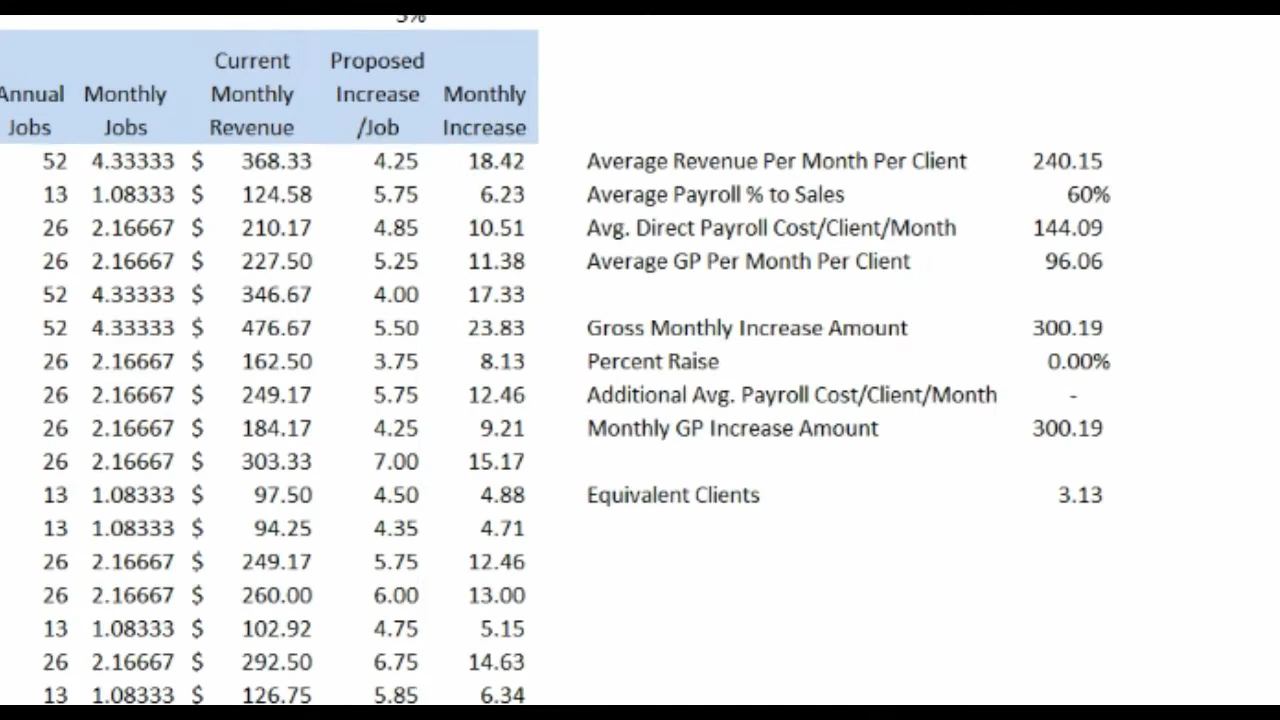 5%
Current Proposed
Annual Monthly Monthly Increase Monthly
Jobs Jobs Revenue /Job Increase
52 4.33333 $ 368.33 4.25 18.42 Average Revenue Per Month Per Client 240.15
13 1.08333 $ 124.58 5.75 6.23 Average Payroll % to Sales 60%
26 2.16667 $ 210.17 4.85 10.51 Avg. Direct Payroll Cost/Client/Month 144.09
26 2.16667 $ 227.50 5.25 11.38 Average GP Per Month Per Client 96.06
52 4.33333 $ 346.67 4.00 17.33
52 4.33333 $ 476.67 5.50 23.83 Gross Monthly Increase Amount 300.19
26 2.16667 $ 162.50 3.75 8.13 Percent Raise 0.00%
26 2.16667 $ 249.17 5.75 12.46 Additional Avg. Payroll Cost/Client/Month -
26 2.16667 $ 184.17 4.25 9.21 Monthly GP Increase Amount 300.19
26 2.16667 $ 303.33 7.00 15.17
13 1.08333 $ 97.50 4.50 4.88 Equivalent Clients 3.13
13 1.08333 $ 94.25 4.35 4.71
26 2.16667 $ 249.17 5.75 12.46
26 2.16667 $ 260.00 6.00 13.00
13 1.08333 $ 102.92 4.75 5.15
26 2.16667 $ 292.50 6.75 14.63
13 1.08333 $ 126.75 5.85 6.34